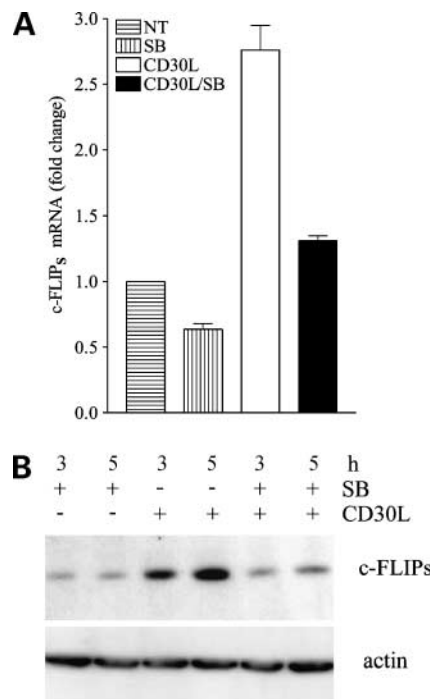 A
NT
SB
CD30L
CD30L/SB
c-FLIPs mRNA (fold change)
3.0
2.5
2.0
1.5
1.0
0.5
0.0
B
3 5 3 5 3 5 h
+ + - - + + SB
- - + + + + CD30L
c-FLIPs
actin